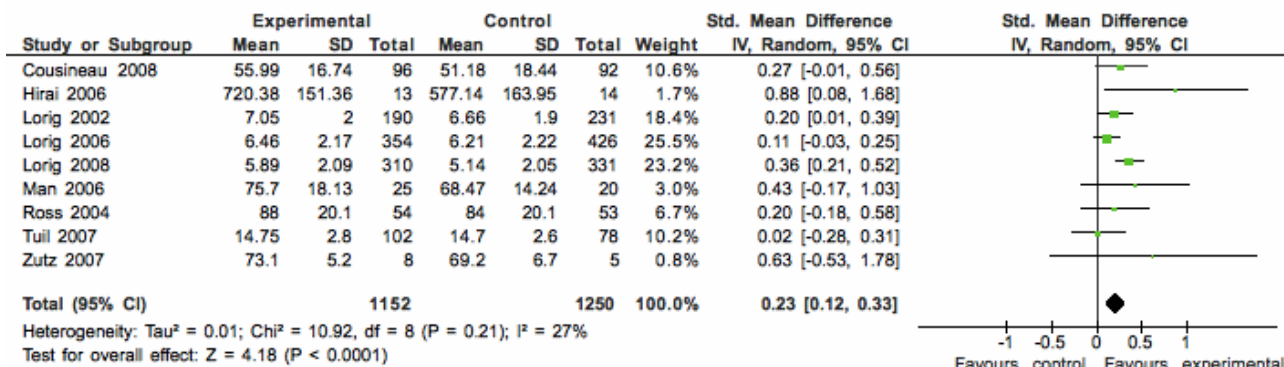 Experimental Control Std. Mean Difference Std. Mean Difference
Study or Subgroup Mean SD Total Mean SD Total Weight IV, Random, 95% CI IV, Random, 95% CI
Cousineau 2008 55.99 16.74 96 51.18 18.44 92 10.6% 0.27 [-0.01, 0.56]
Hirai 2006 720.38 151.36 13 577.14 163.95 14 1.7% 0.88 [0.08, 1.68]
Lorig 2002 7.05 2 190 6.66 1.9 231 18.4% 0.20 [0.01, 0.39]
Lorig 2006 6.46 2.17 354 6.21 2.22 426 25.5% 0.11 [-0.03, 0.25]
Lorig 2008 5.89 2.09 310 5.14 2.05 331 23.2% 0.36 [0.21, 0.52]
Man 2006 75.7 18.13 25 68.47 14.24 20 3.0% 0.43 [-0.17, 1.03]
Ross 2004 88 20.1 54 84 20.1 53 6.7% 0.20 [-0.18, 0.58]
Tuil 2007 14.75 2.8 102 14.7 2.6 78 10.2% 0.02 [-0.28, 0.31]
Zutz 2007 73.1 5.2 8 69.2 6.7 5 0.8% 0.63 [-0.53, 1.78]
Total (95% CI) 1152 1250 100.0% 0.23 [0.12, 0.33]
Heterogeneity: Tau² = 0.01; Chi² = 10.92, df = 8 (P = 0.21); I² = 27%
Test for overall effect: Z = 4.18 (P < 0.0001)
-1 -0.5 0 0.5 1
Favours control Favours experimental